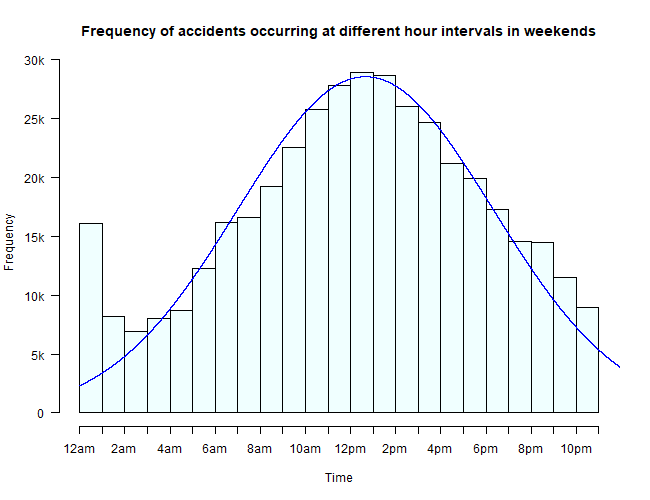 Frequency of accidents occurring at different hour intervals in weekends
30k
25k
20k
15k
10k
5k
0
Frequency
12am 2am 4am 6am 8am 10am 12pm 2pm 4pm 6pm 8pm 10pm
Time